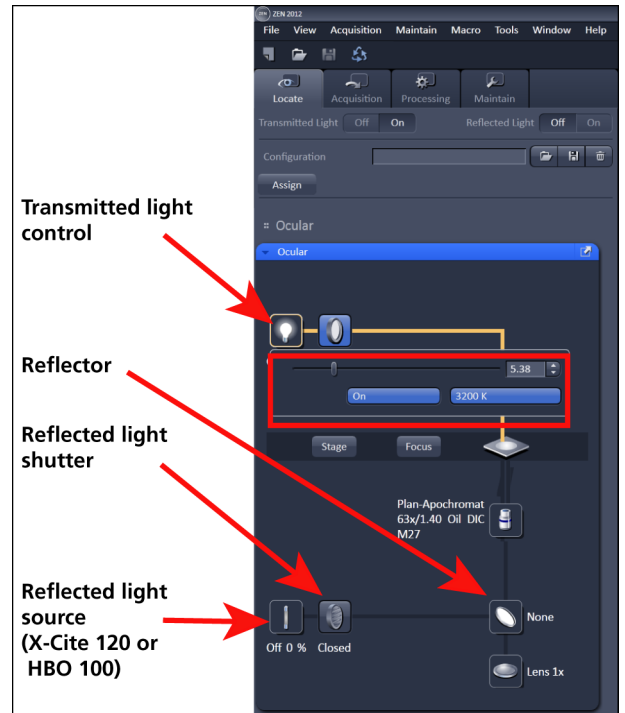 ZEN ZEN 2012
File View Acquisition Maintain Macro Tools Window Help
Locate Acquisition Processing Maintain
Transmitted Light Off On Reflected Light Off On
Configuration
Assign
Transmitted light
control
Ocular
Ocular
5.38
On 3200 K
Reflector
Reflected light
shutter
Stage Focus
Plan-Apochromat
63x/1.40 Oil DIC
M27
Reflected light
source
(X-Cite 120 or
HBO 100)
None
Off 0 % Closed
Lens 1x